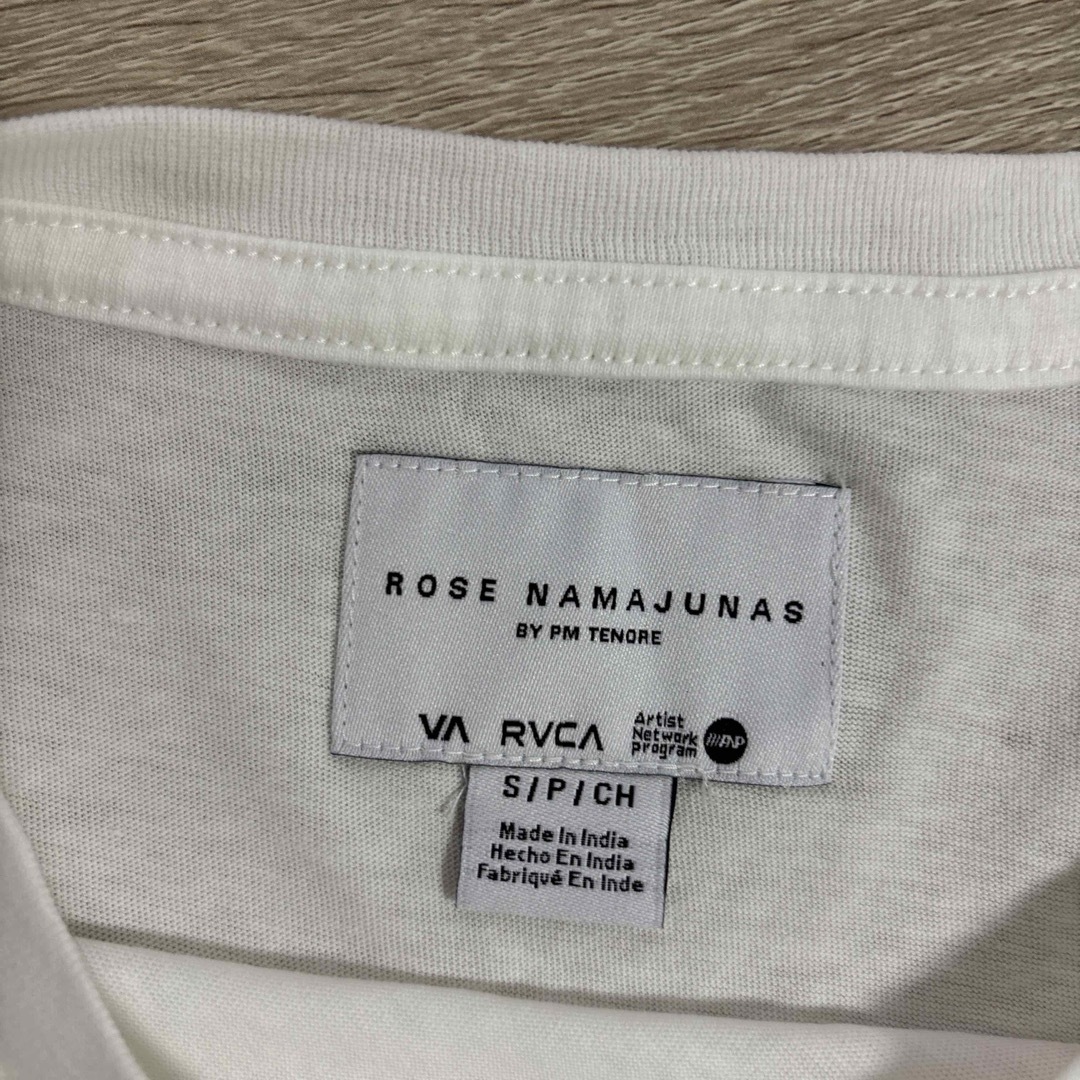 ROSE NAMAJUNAS
BY PM TENORE
VA RVCA
Artist
Network
program
ANP
S/P/CH
Made In India
Hecho En India
Fabriqué En Inde